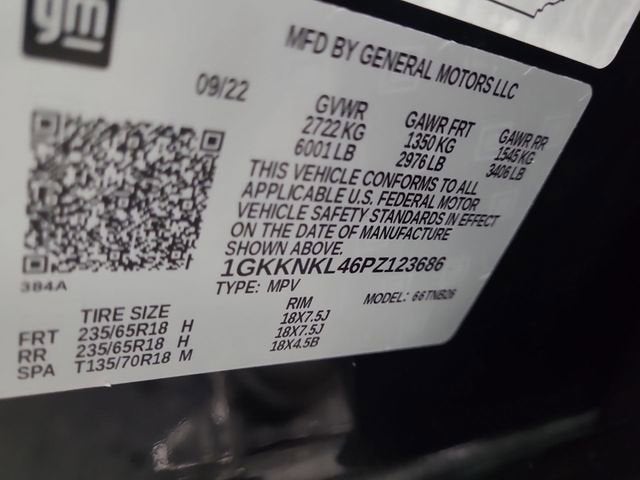 gm
MFD BY GENERAL MOTORS LLC
09/22
GVWR GAWR FRT GAWR RR
2722 KG 1350 KG 1545 KG
6001 LB 2976 LB 3406 LB
THIS VEHICLE CONFORMS TO ALL
APPLICABLE U.S. FEDERAL MOTOR
VEHICLE SAFETY STANDARDS IN EFFECT
ON THE DATE OF MANUFACTURE
SHOWN ABOVE.
1GKKNKL46PZ123686
384A
TYPE: MPV MODEL: 66TNB26
TIRE SIZE RIM
FRT 235/65R18 H 18X7.5J
RR 235/65R18 H 18X7.5J
SPA T135/70R18 M 18X4.5B